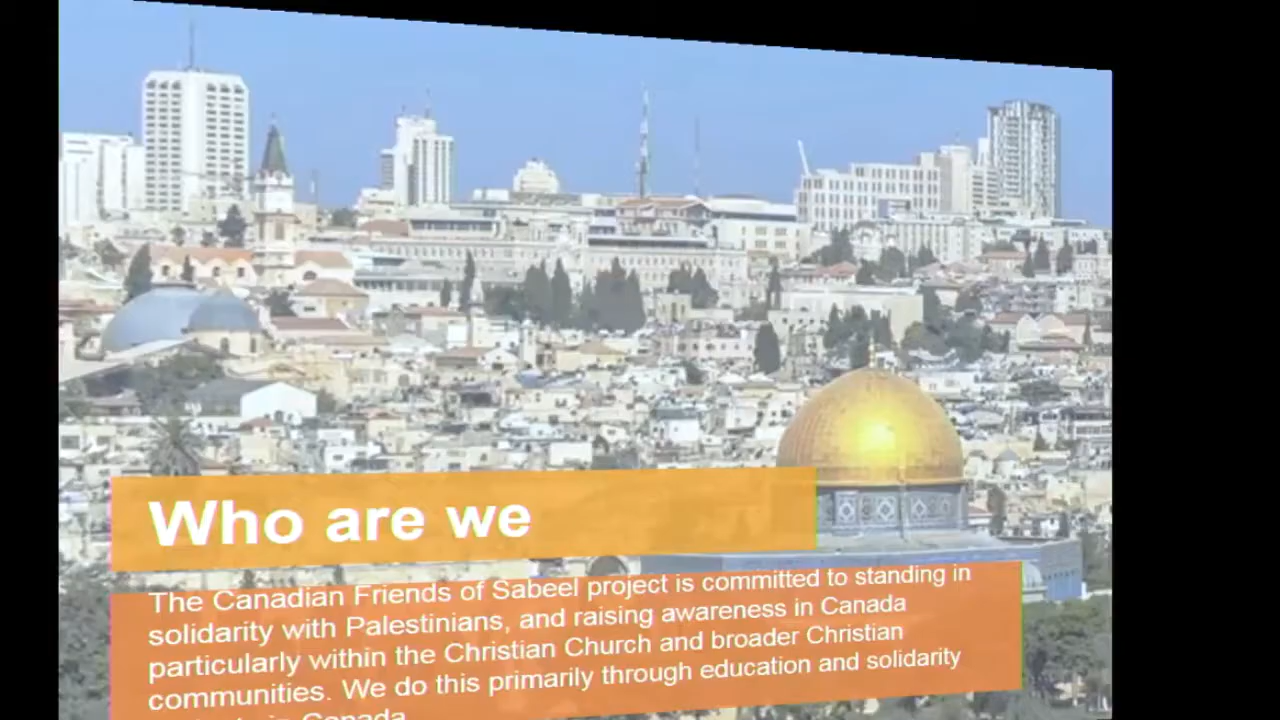 Who are we
The Canadian Friends of Sabeel project is committed to standing in
solidarity with Palestinians, and raising awareness in Canada
particularly within the Christian Church and broader Christian
communities. We do this primarily through education and solidarity
in Canada